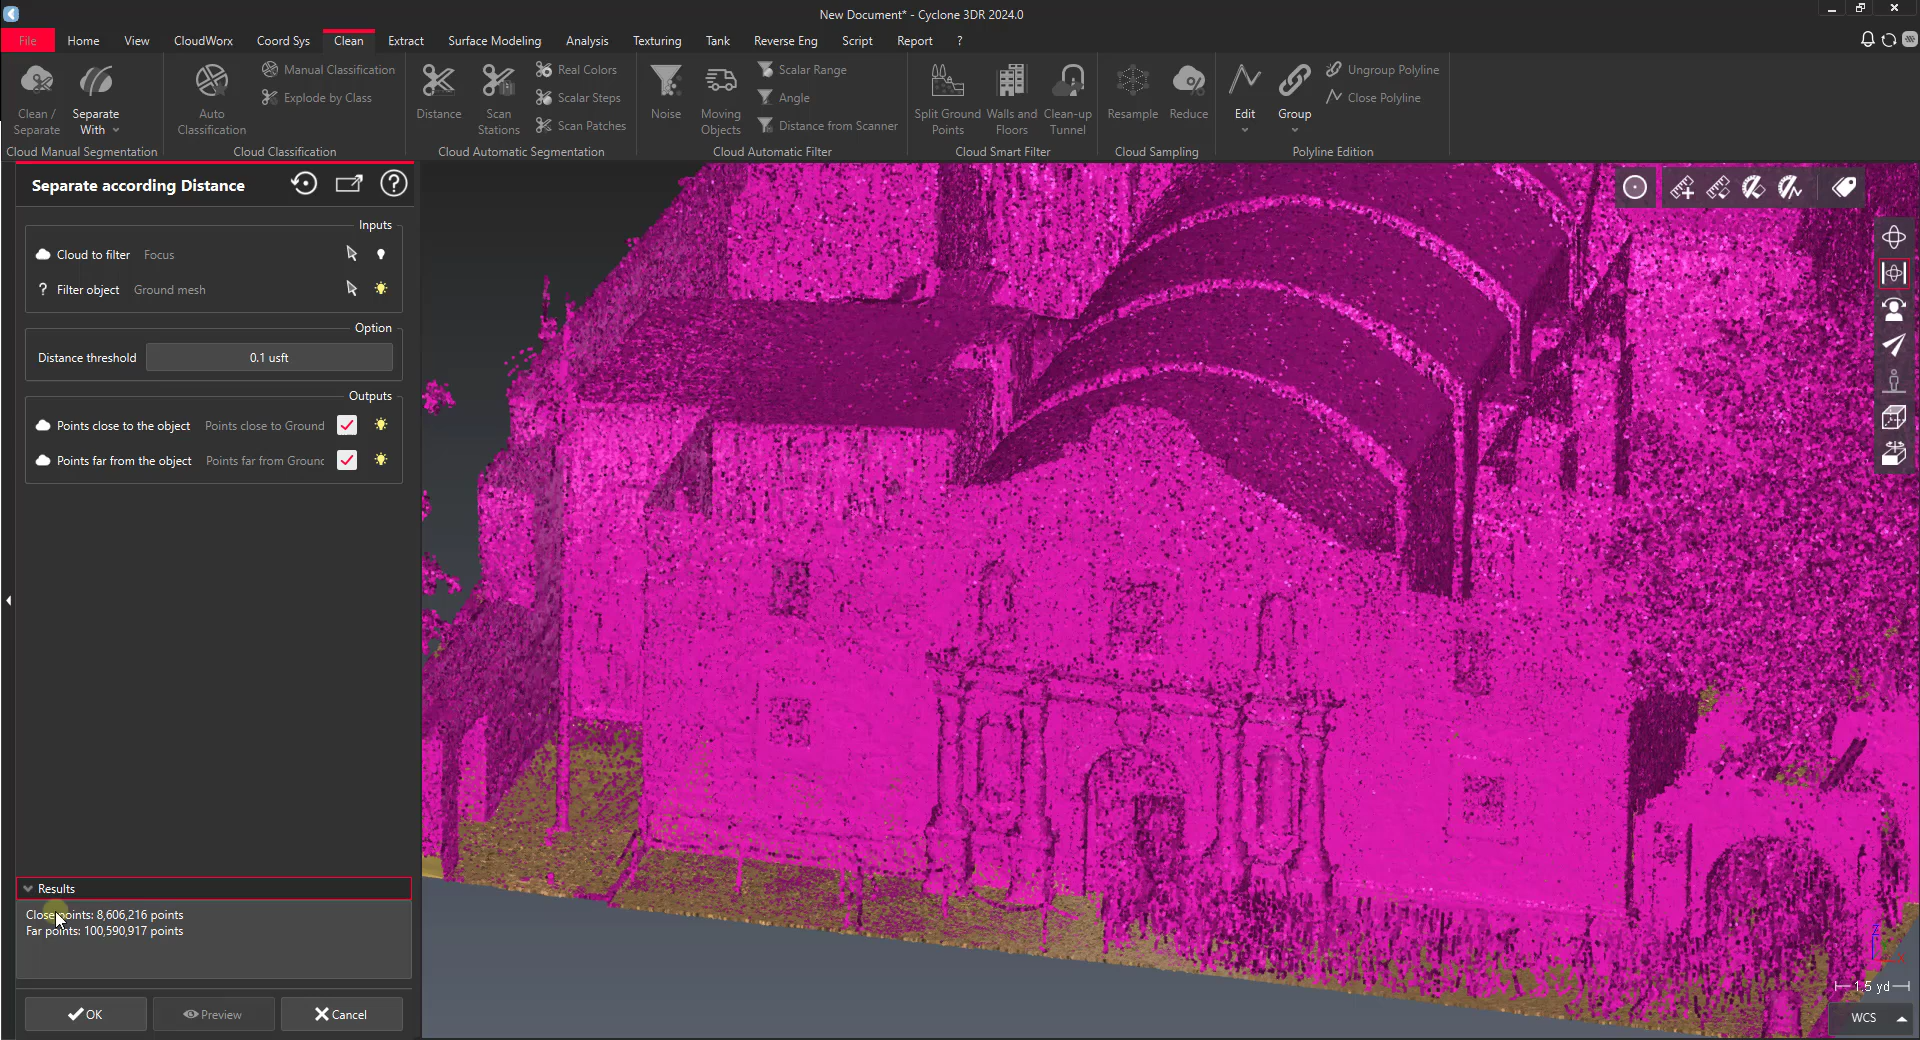 New Document* - Cyclone 3DR 2024.0
File Home View CloudWorx Coord Sys Clean Extract Surface Modeling Analysis Texturing Tank Reverse Eng Script Report ?
Clean / Separate
Separate With
Cloud Manual Segmentation
Auto Classification
Manual Classification
Explode by Class
Cloud Classification
Distance
Scan Stations
Real Colors
Scalar Steps
Scan Patches
Cloud Automatic Segmentation
Noise
Moving Objects
Scalar Range
Angle
Distance from Scanner
Cloud Automatic Filter
Split Ground Points
Walls and Floors
Clean-up Tunnel
Cloud Smart Filter
Resample
Reduce
Cloud Sampling
Edit
Group
Ungroup Polyline
Close Polyline
Polyline Edition
Separate according Distance
Inputs
Cloud to filter Focus
? Filter object Ground mesh
Option
Distance threshold 0.1 usft
Outputs
Points close to the object Points close to Ground
Points far from the object Points far from Ground
Results
Close points: 8,606,216 points
Far points: 100,590,917 points
OK Preview Cancel
1.5 yd
WCS